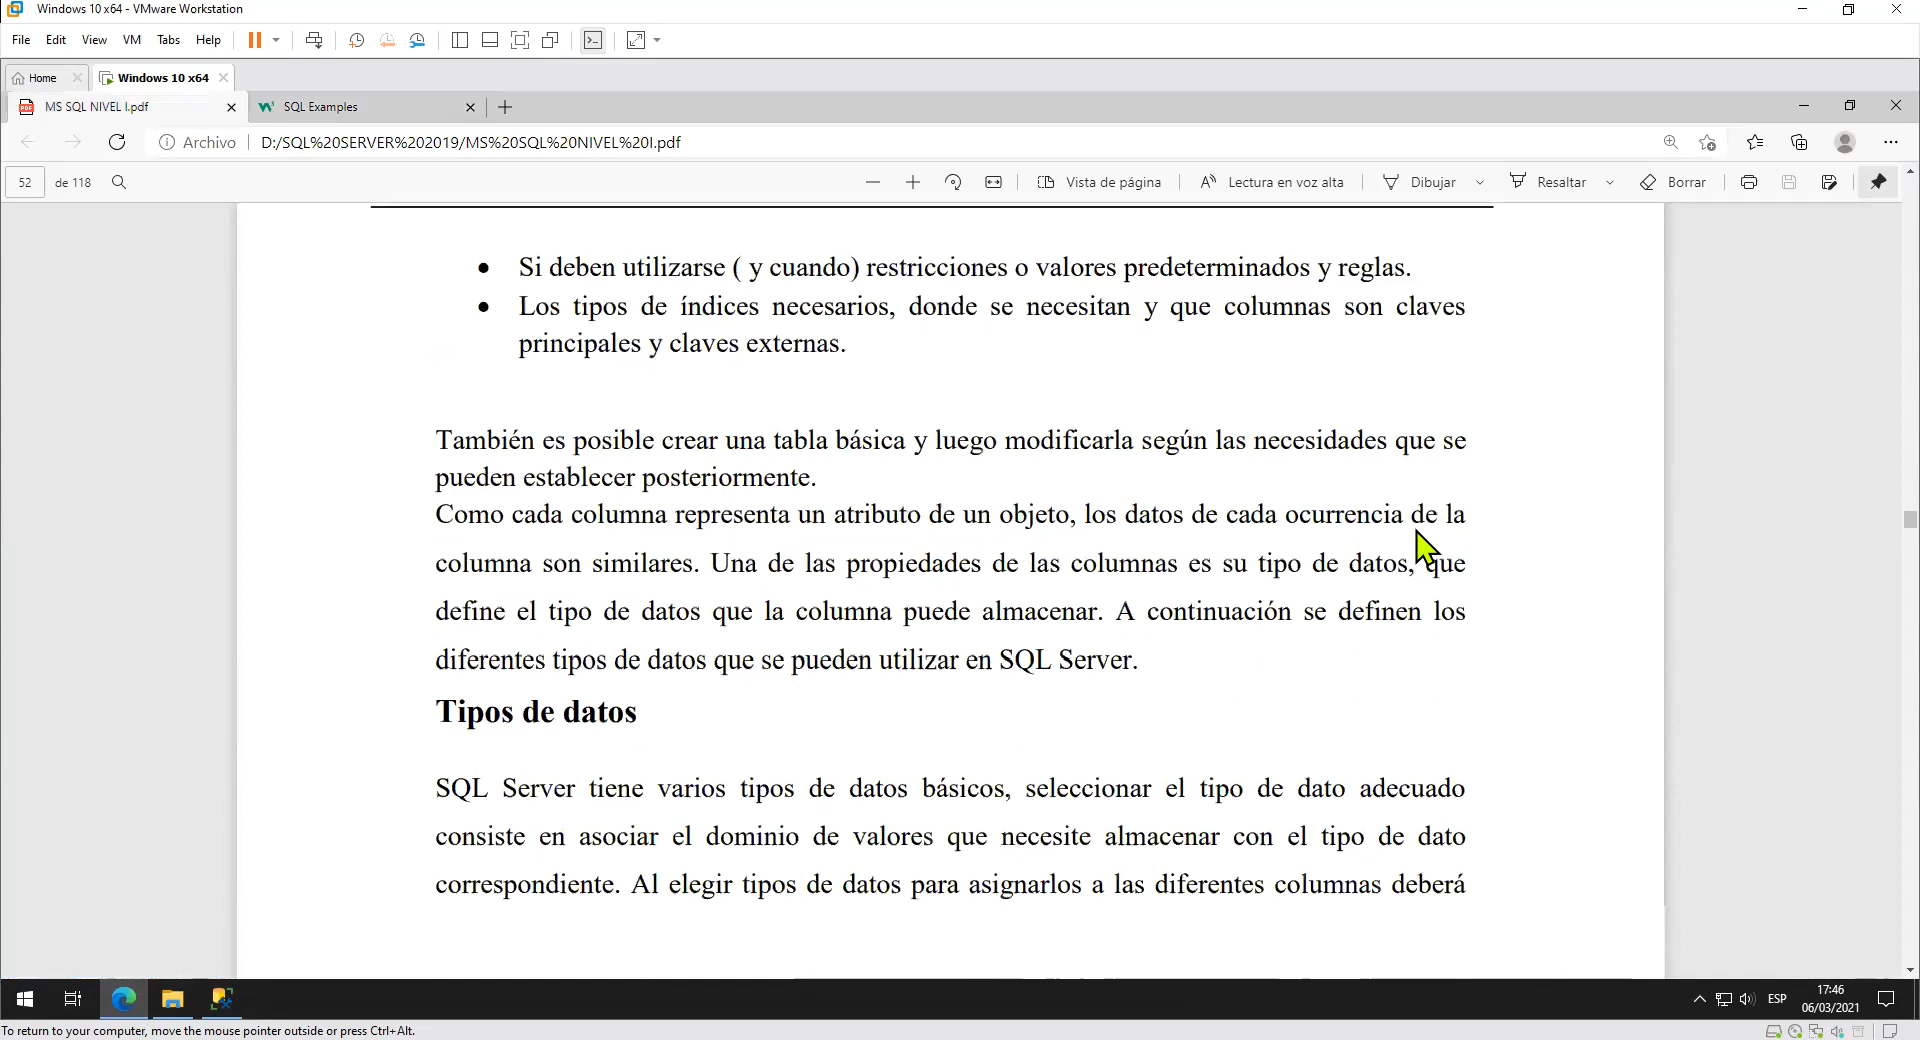 Windows 10 x64 - VMware Workstation
File Edit View VM Tabs Help
Home Windows 10 x64
MS SQL NIVEL I.pdf SQL Examples
Archivo D:/SQL%20SERVER%202019/MS%20SQL%20NIVEL%20I.pdf
52 de 118 Vista de página Lectura en voz alta Dibujar Resaltar Borrar
• Si deben utilizarse ( y cuando) restricciones o valores predeterminados y reglas.
• Los tipos de índices necesarios, donde se necesitan y que columnas son claves
principales y claves externas.
También es posible crear una tabla básica y luego modificarla según las necesidades que se
pueden establecer posteriormente.
Como cada columna representa un atributo de un objeto, los datos de cada ocurrencia de la
columna son similares. Una de las propiedades de las columnas es su tipo de datos, que
define el tipo de datos que la columna puede almacenar. A continuación se definen los
diferentes tipos de datos que se pueden utilizar en SQL Server.
Tipos de datos
SQL Server tiene varios tipos de datos básicos, seleccionar el tipo de dato adecuado
consiste en asociar el dominio de valores que necesite almacenar con el tipo de dato
correspondiente. Al elegir tipos de datos para asignarlos a las diferentes columnas deberá
ESP
17:46
06/03/2021
To return to your computer, move the mouse pointer outside or press Ctrl+Alt.